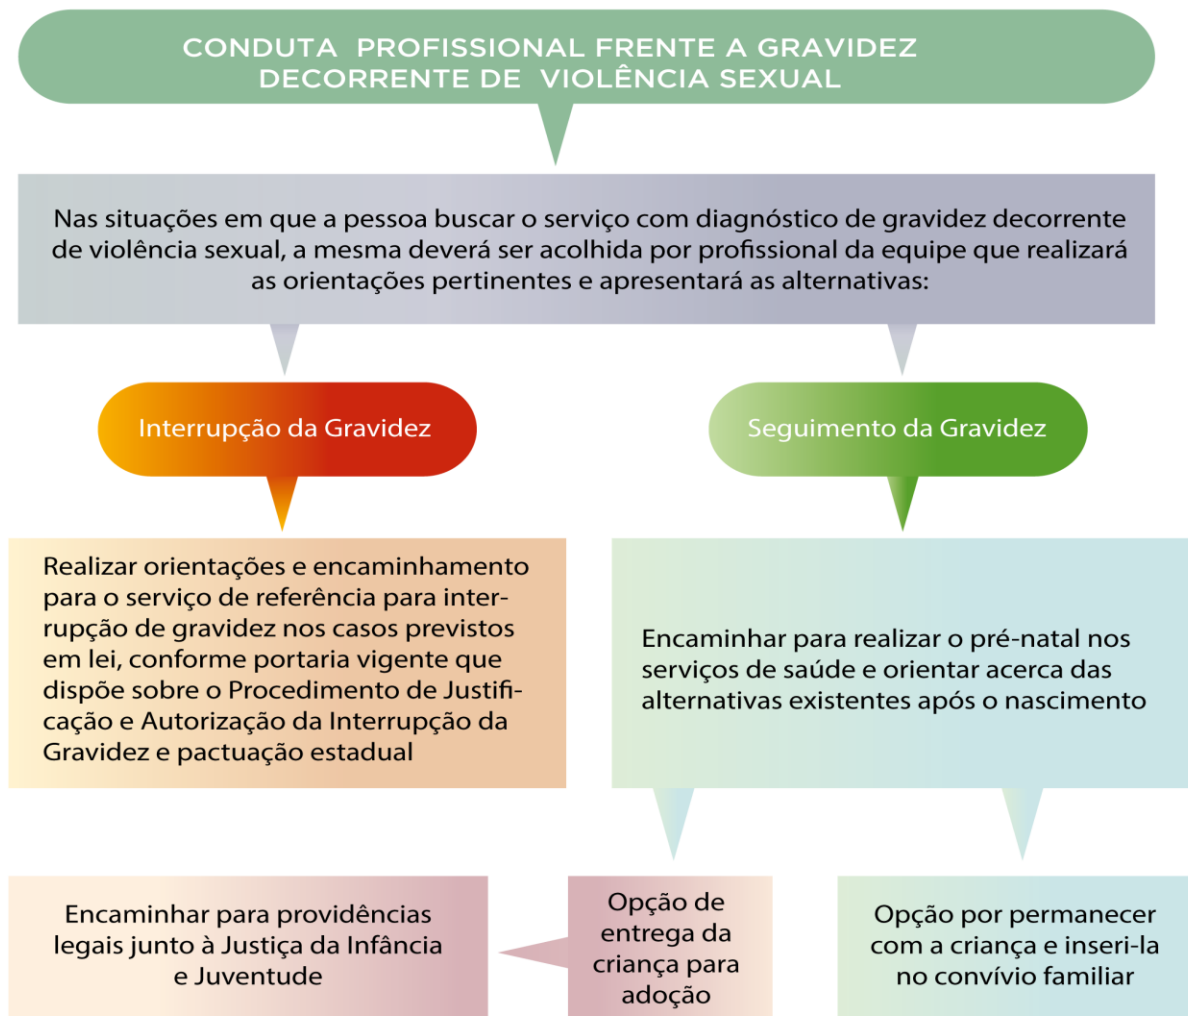 CONDUTA PROFISSIONAL FRENTE A GRAVIDEZ
DECORRENTE DE VIOLÊNCIA SEXUAL
Nas situações em que a pessoa buscar o serviço com diagnóstico de gravidez decorrente
de violência sexual, a mesma deverá ser acolhida por profissional da equipe que realizará
as orientações pertinentes e apresentará as alternativas:
Interrupção da Gravidez
Realizar orientações e encaminhamento
para o serviço de referência para inter-
rupção de gravidez nos casos previstos
em lei, conforme portaria vigente que
dispõe sobre o Procedimento de Justifi-
cação e Autorização da Interrupção da
Gravidez e pactuação estadual
Seguimento da Gravidez
Encaminhar para realizar o pré-natal nos
serviços de saúde e orientar acerca das
alternativas existentes após o nascimento
Opção de
entrega da
criança para
adoção
Encaminhar para providências
legais junto à Justiça da Infância
e Juventude
Opção por permanecer
com a criança e inseri-la
no convívio familiar